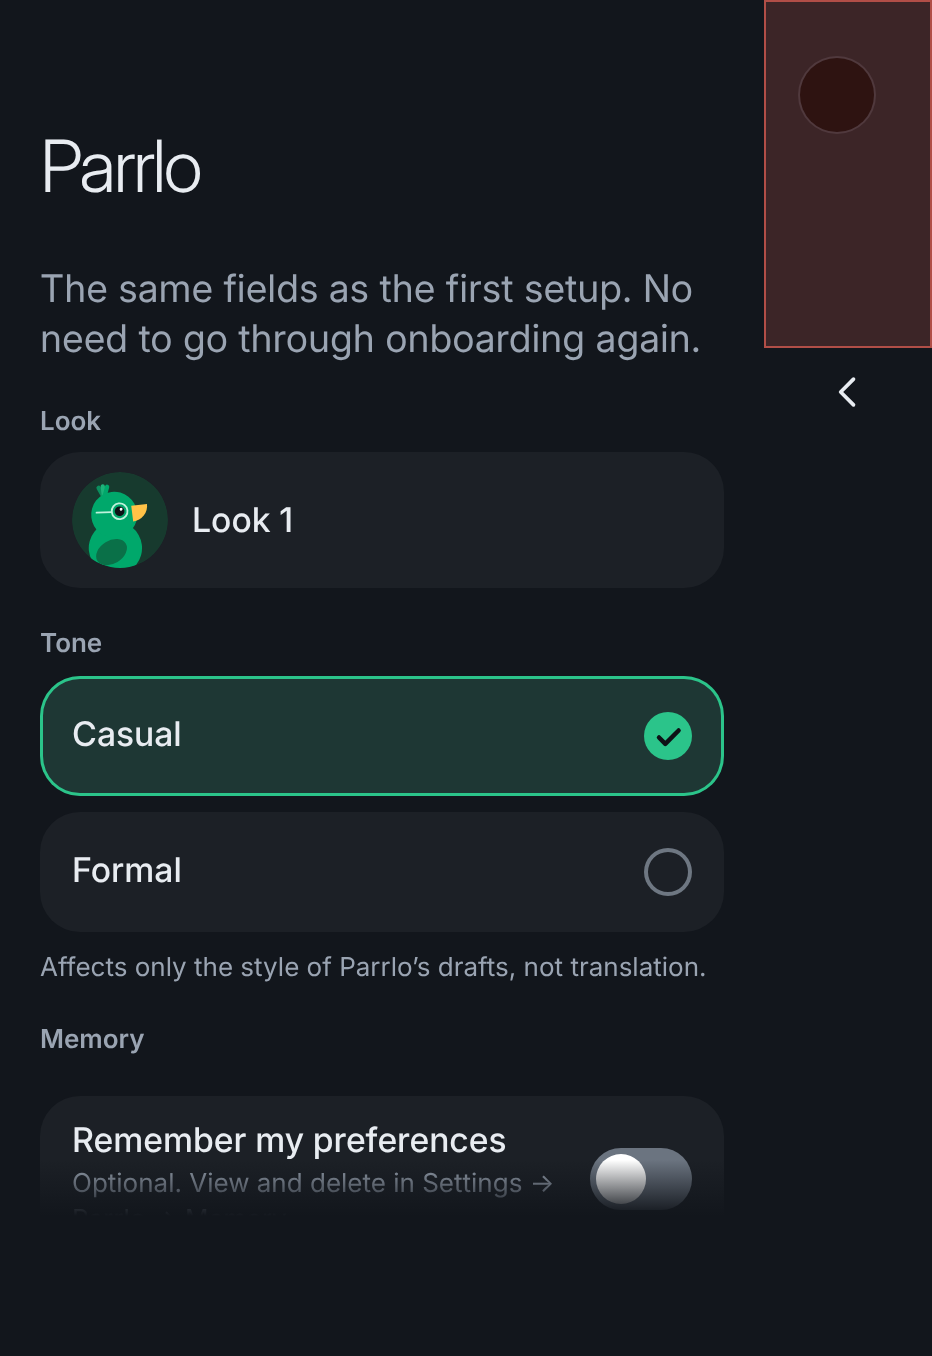 Parrlo
The same fields as the first setup. No
need to go through onboarding again.
Look
Look 1
Tone
Casual
Formal
Affects only the style of Parrlo’s drafts, not translation.
Memory
Remember my preferences
Optional. View and delete in Settings →